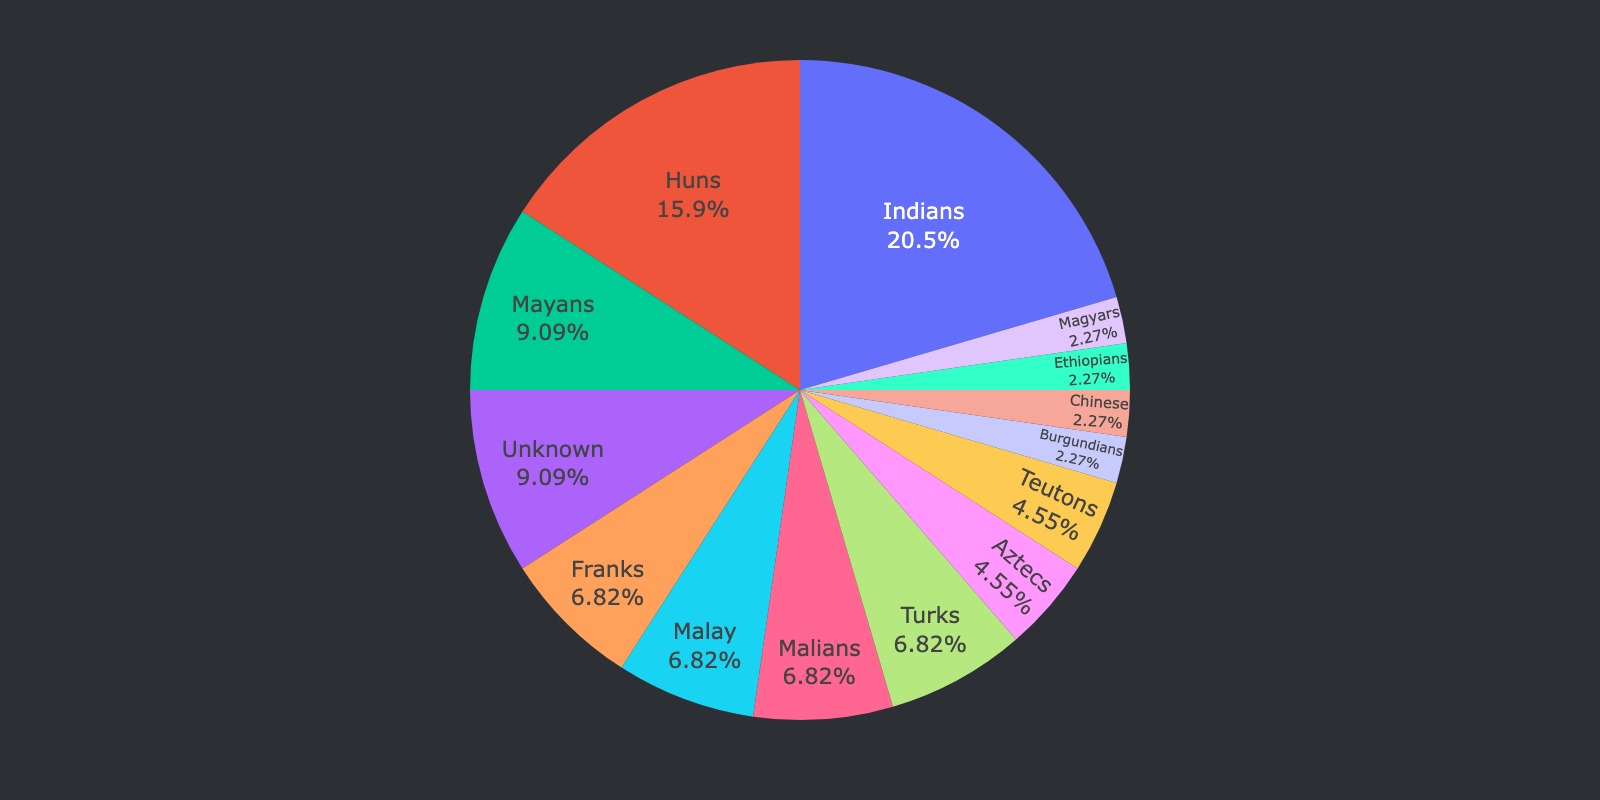 Huns
15.9%
Indians
20.5%
Mayans
9.09%
Magyars
2.27%
Ethiopians
2.27%
Chinese
2.27%
Burgundians
2.27%
Unknown
9.09%
Teutons
4.55%
Aztecs
4.55%
Franks
6.82%
Turks
6.82%
Malay
6.82%
Malians
6.82%